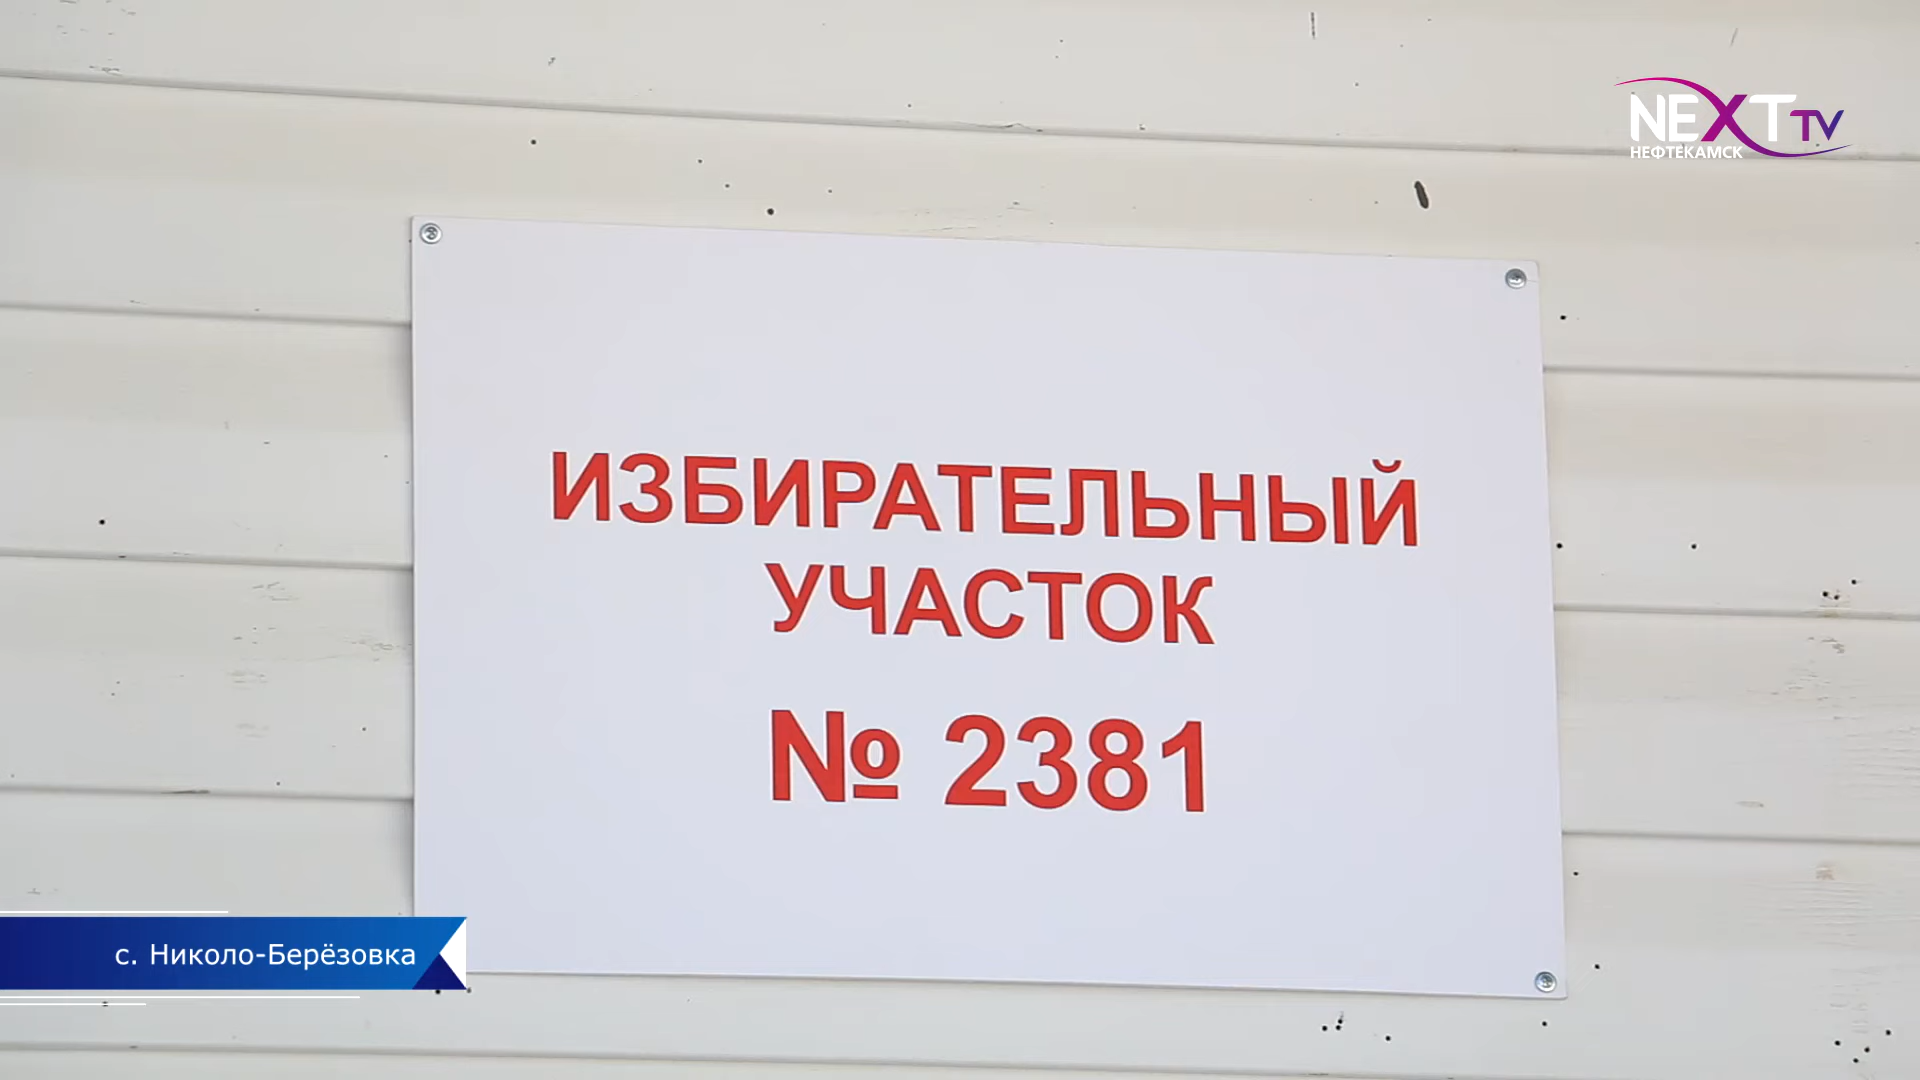 NEXT TV
НЕФТЕКАМСК
ИЗБИРАТЕЛЬНЫЙ
УЧАСТОК
№ 2381
с. Николо-Берёзовка